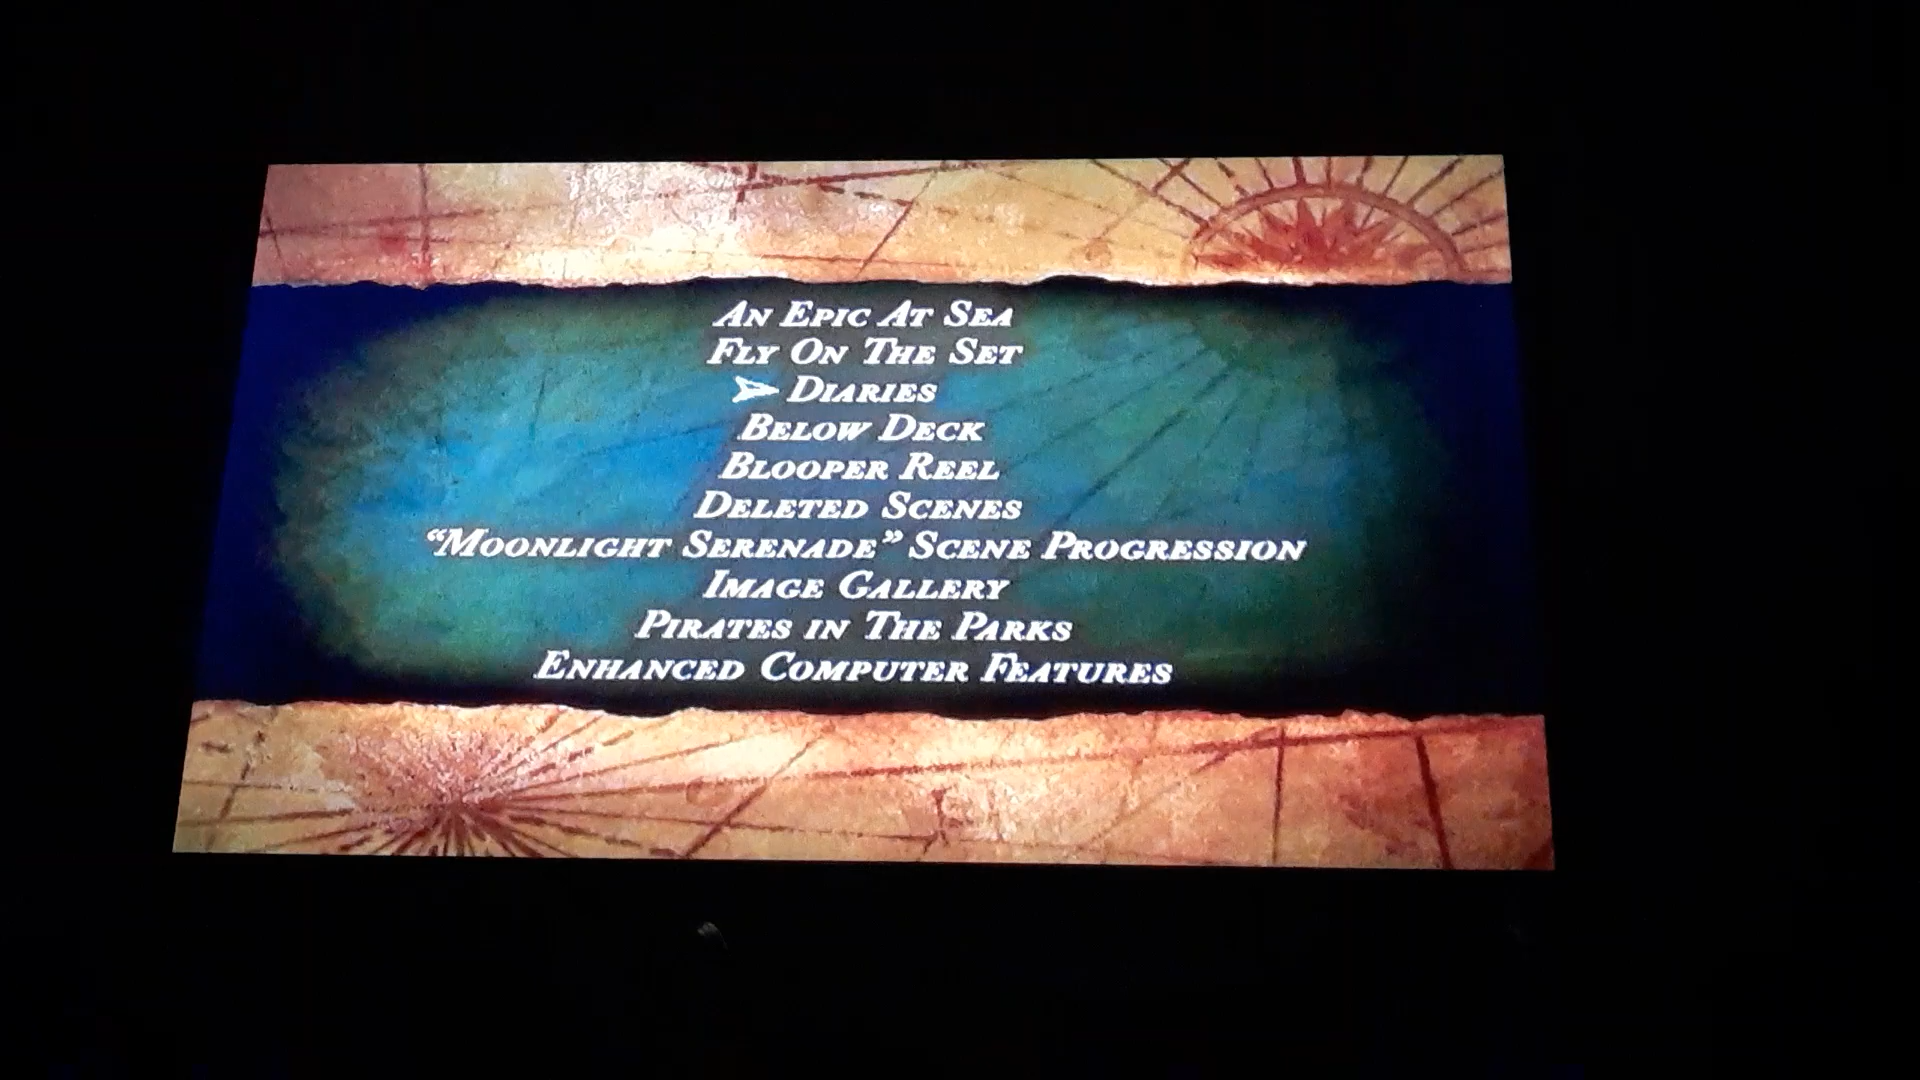 An Epic At Sea
Fly On The Set
Diaries
Below Deck
Blooper Reel
Deleted Scenes
“Moonlight Serenade” Scene Progression
Image Gallery
Pirates in The Parks
Enhanced Computer Features